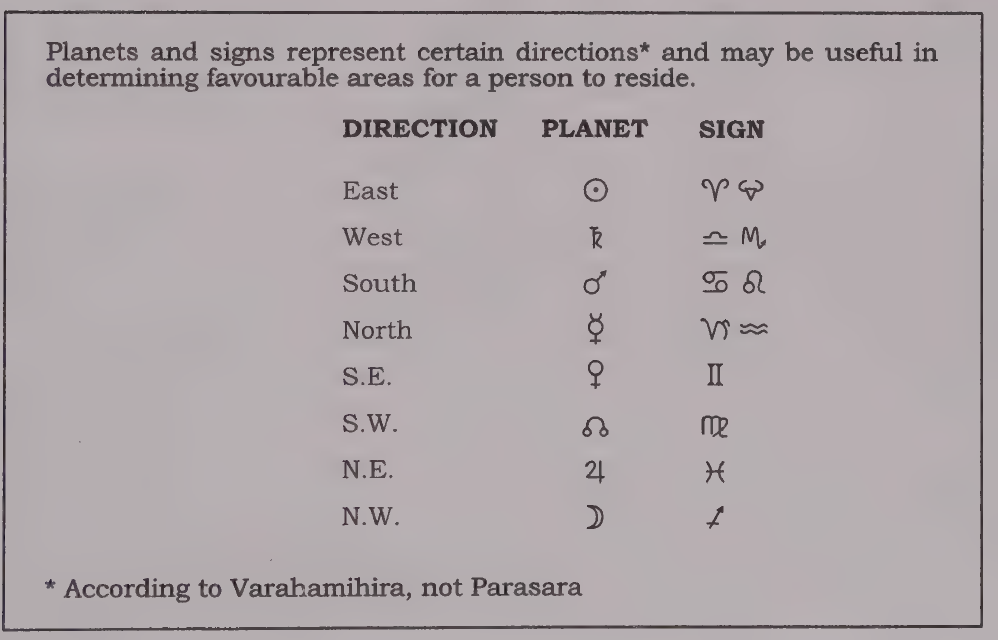 Planets and signs represent certain directions* and may be useful in
determining favourable areas for a person to reside.
DIRECTION PLANET SIGN
East ☉ ♈ ♉
West ♄ ♎ ♏
South ♂ ♋ ♌
North ☿ ♑ ♒
S.E. ♀ ♊
S.W. ☊ ♍
N.E. ♃ ♓
N.W. ☽ ♐
* According to Varahamihira, not Parasara